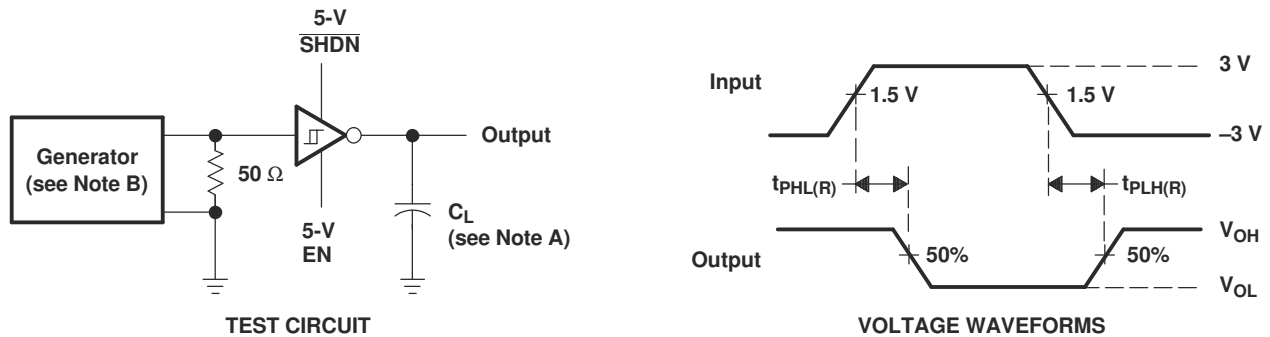 5-V
SHDN
Generator
(see Note B)
50 Ω
5-V
EN
Output
C_L
(see Note A)
TEST CIRCUIT
Input
3 V
1.5 V
1.5 V
–3 V
t_PHL(R)
t_PLH(R)
Output
V_OH
50%
50%
V_OL
VOLTAGE WAVEFORMS